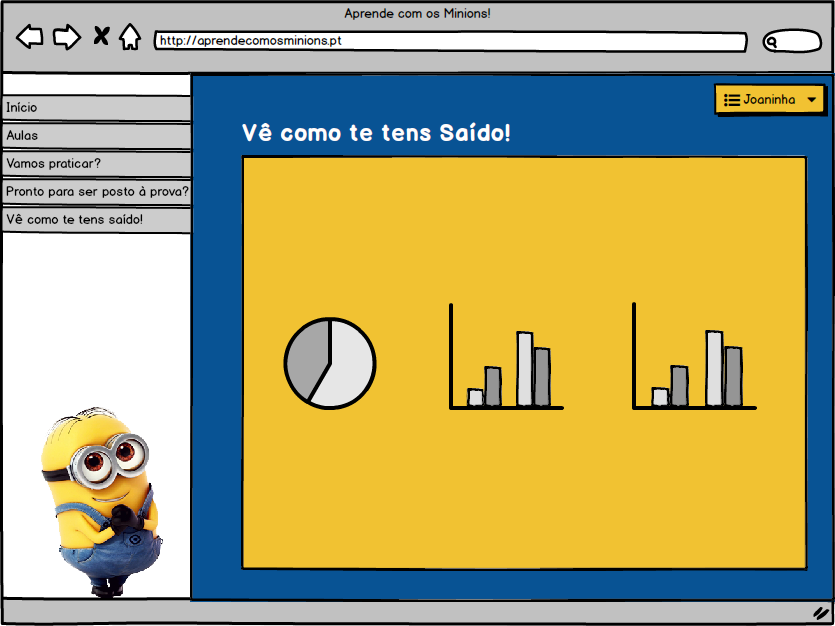 Aprende com os Minions!
http://aprendecomosminions.pt
Início
Aulas
Vamos praticar?
Pronto para ser posto à prova?
Vê como te tens saído!
Joaninha
Vê como te tens Saído!